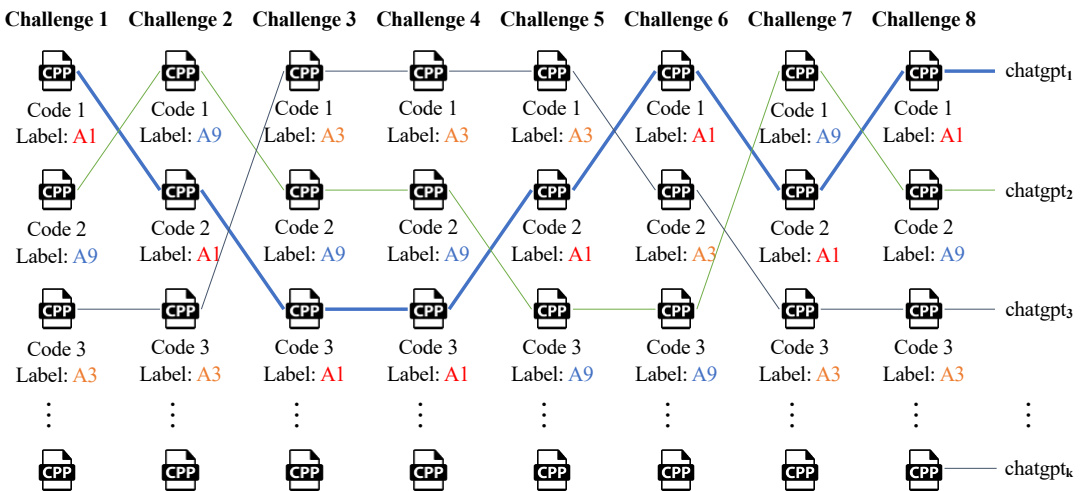 Challenge 1 Challenge 2 Challenge 3 Challenge 4 Challenge 5 Challenge 6 Challenge 7 Challenge 8
CPP CPP CPP CPP CPP CPP CPP CPP chatgpt1
Code 1 Code 1 Code 1 Code 1 Code 1 Code 1 Code 1 Code 1
Label: A1 Label: A9 Label: A3 Label: A3 Label: A3 Label: A1 Label: A9 Label: A1
CPP CPP CPP CPP CPP CPP CPP CPP chatgpt2
Code 2 Code 2 Code 2 Code 2 Code 2 Code 2 Code 2 Code 2
Label: A9 Label: A1 Label: A9 Label: A9 Label: A1 Label: A3 Label: A1 Label: A9
CPP CPP CPP CPP CPP CPP CPP CPP chatgpt3
Code 3 Code 3 Code 3 Code 3 Code 3 Code 3 Code 3 Code 3
Label: A3 Label: A3 Label: A1 Label: A1 Label: A9 Label: A9 Label: A3 Label: A3
CPP CPP CPP CPP CPP CPP CPP CPP chatgptk